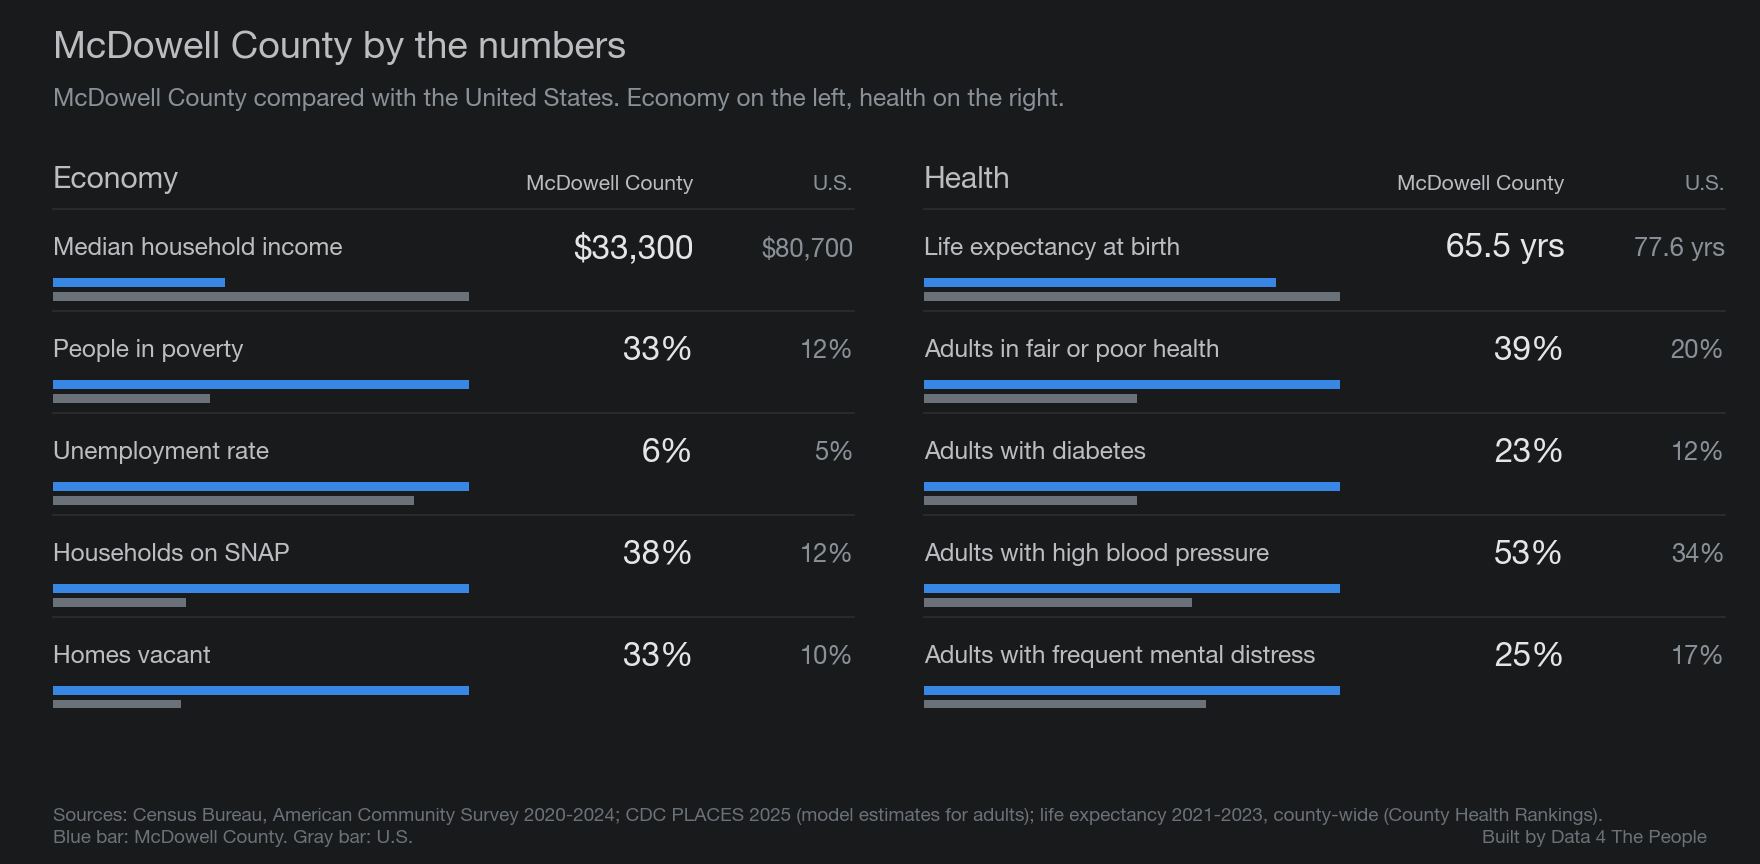 McDowell County by the numbers
McDowell County compared with the United States. Economy on the left, health on the right.
Economy McDowell County U.S.
Median household income $33,300 $80,700
People in poverty 33% 12%
Unemployment rate 6% 5%
Households on SNAP 38% 12%
Homes vacant 33% 10%
Health McDowell County U.S.
Life expectancy at birth 65.5 yrs 77.6 yrs
Adults in fair or poor health 39% 20%
Adults with diabetes 23% 12%
Adults with high blood pressure 53% 34%
Adults with frequent mental distress 25% 17%
Sources: Census Bureau, American Community Survey 2020-2024; CDC PLACES 2025 (model estimates for adults); life expectancy 2021-2023, county-wide (County Health Rankings).
Blue bar: McDowell County. Gray bar: U.S.
Built by Data 4 The People